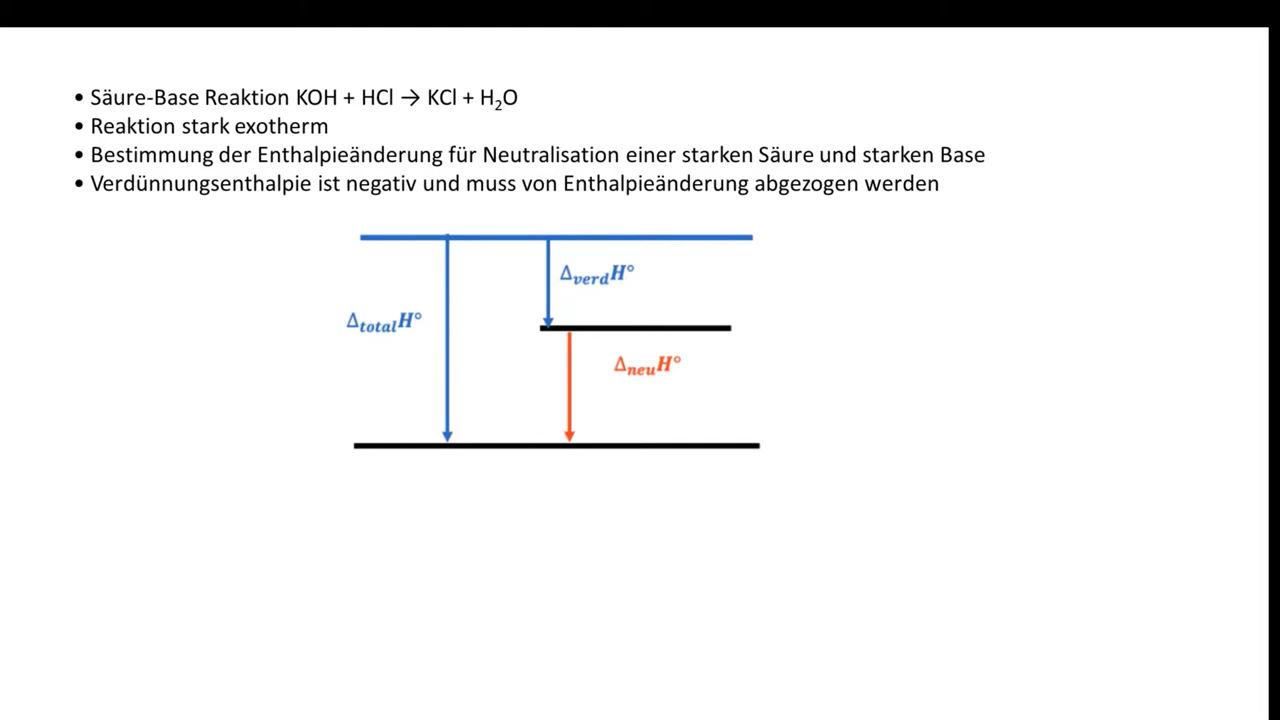 • Säure-Base Reaktion KOH + HCl → KCl + H₂O
• Reaktion stark exotherm
• Bestimmung der Enthalpieänderung für Neutralisation einer starken Säure und starken Base
• Verdünnungsenthalpie ist negativ und muss von Enthalpieänderung abgezogen werden
ΔverdH°
ΔtotalH°
ΔneuH°